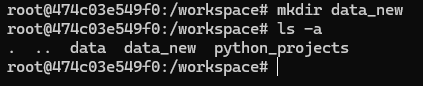 root@474c03e549f0:/workspace# mkdir data_new
root@474c03e549f0:/workspace# ls -a
.  ..  data  data_new  python_projects
root@474c03e549f0:/workspace#